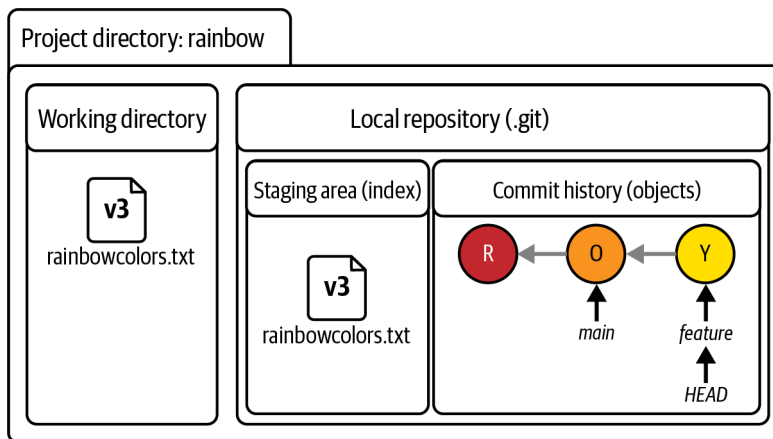 Project directory: rainbow
Working directory
v3
rainbowcolors.txt
Local repository (.git)
Staging area (index)
v3
rainbowcolors.txt
Commit history (objects)
R
O
Y
main
feature
HEAD